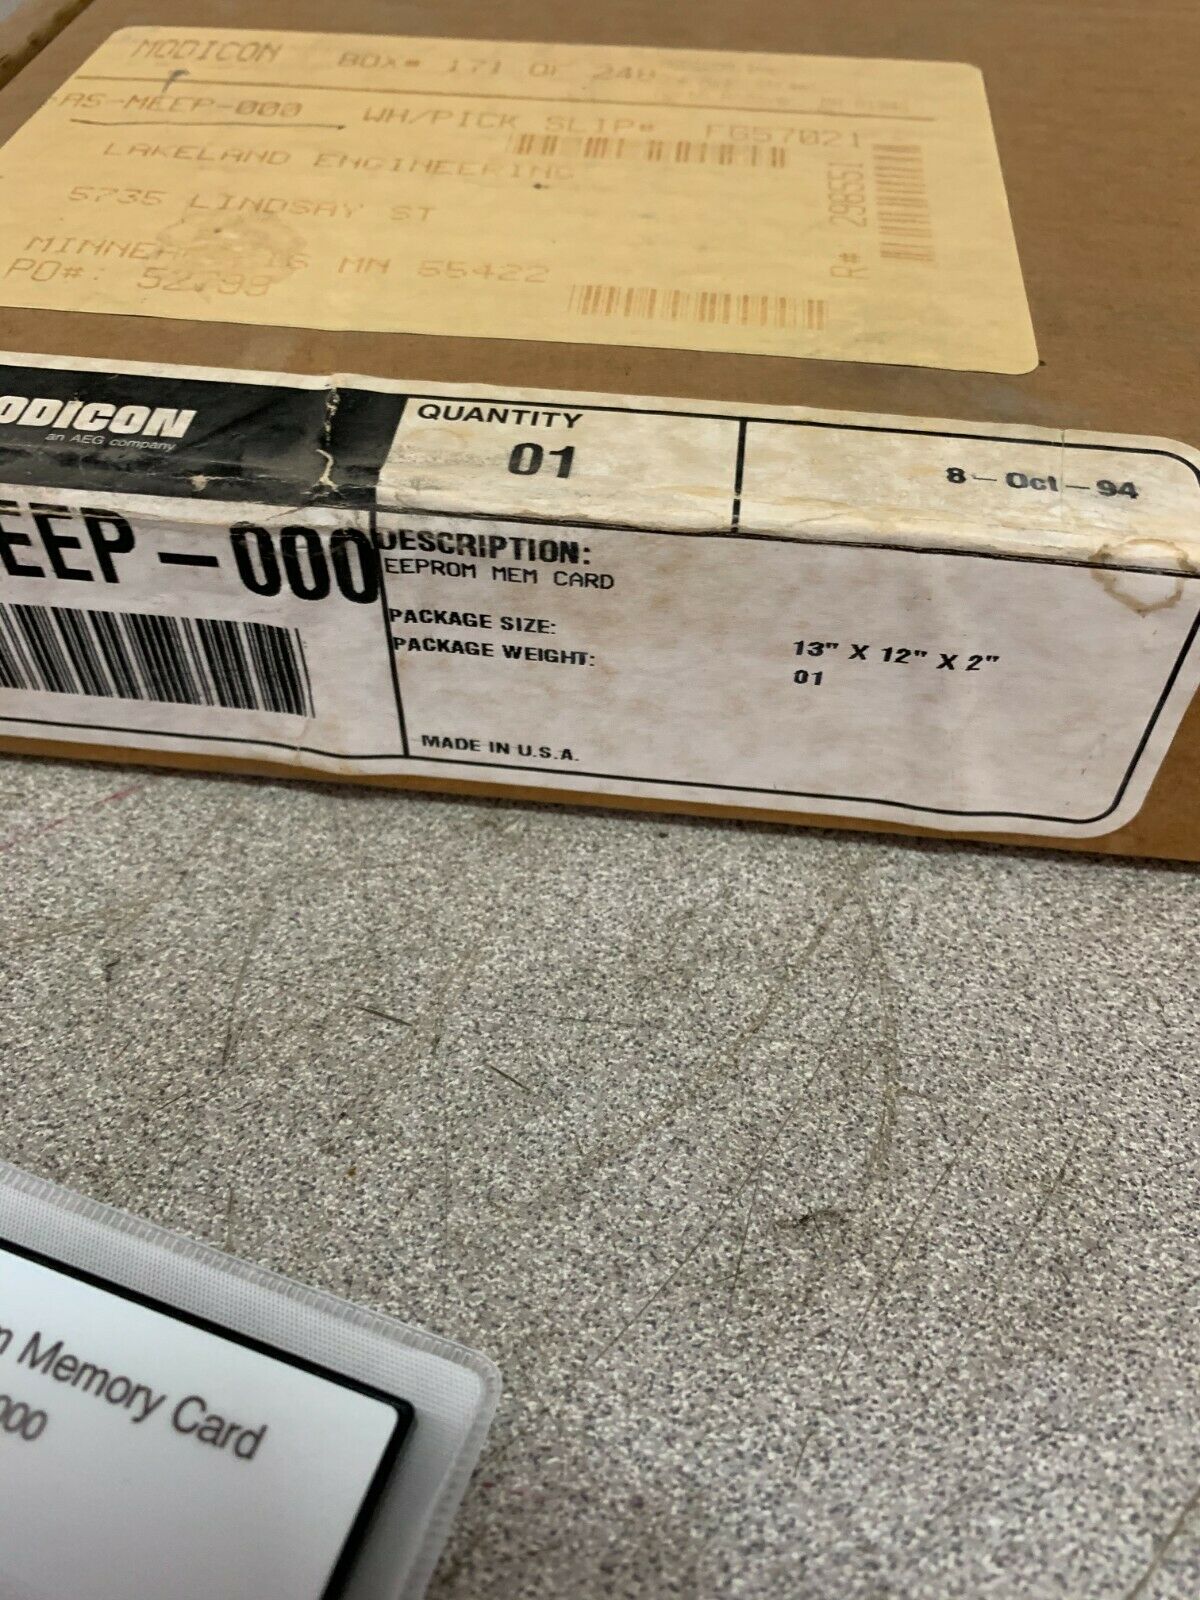 MODICON BOX# 171 OF 248
AS-MEEP-000 WH/PICK SLIP# FG57021
LAKELAND ENGINEERING
5735 LINDSAY ST
MN 55422
PO#:
R# 296551
ODICON
an AEG company
QUANTITY
01
8-Oct-94
EEP-000
DESCRIPTION:
EEPROM MEM CARD
PACKAGE SIZE: 13" X 12" X 2"
PACKAGE WEIGHT: 01
MADE IN U.S.A.
m Memory Card
000